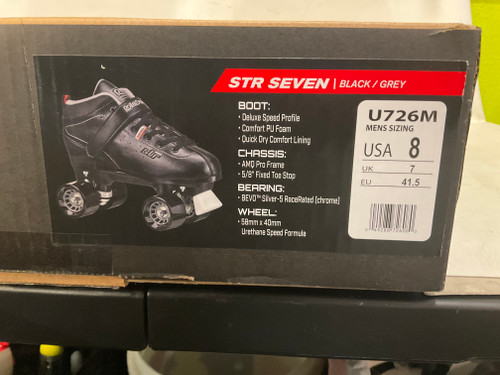 STR SEVEN | BLACK / GREY
BOOT:
• Deluxe Speed Profile
• Comfort PU Foam
• Quick Dry Comfort Lining
CHASSIS:
• AMQ Pro Frame
• 5/8" Fixed Toe Stop
BEARING:
• BEVO™ Silver-5 RaceRated [chrome]
WHEEL:
• 58mm x 40mm
Urethane Speed Formula
U726M
MENS SIZING
USA 8
UK 7
EU 41.5